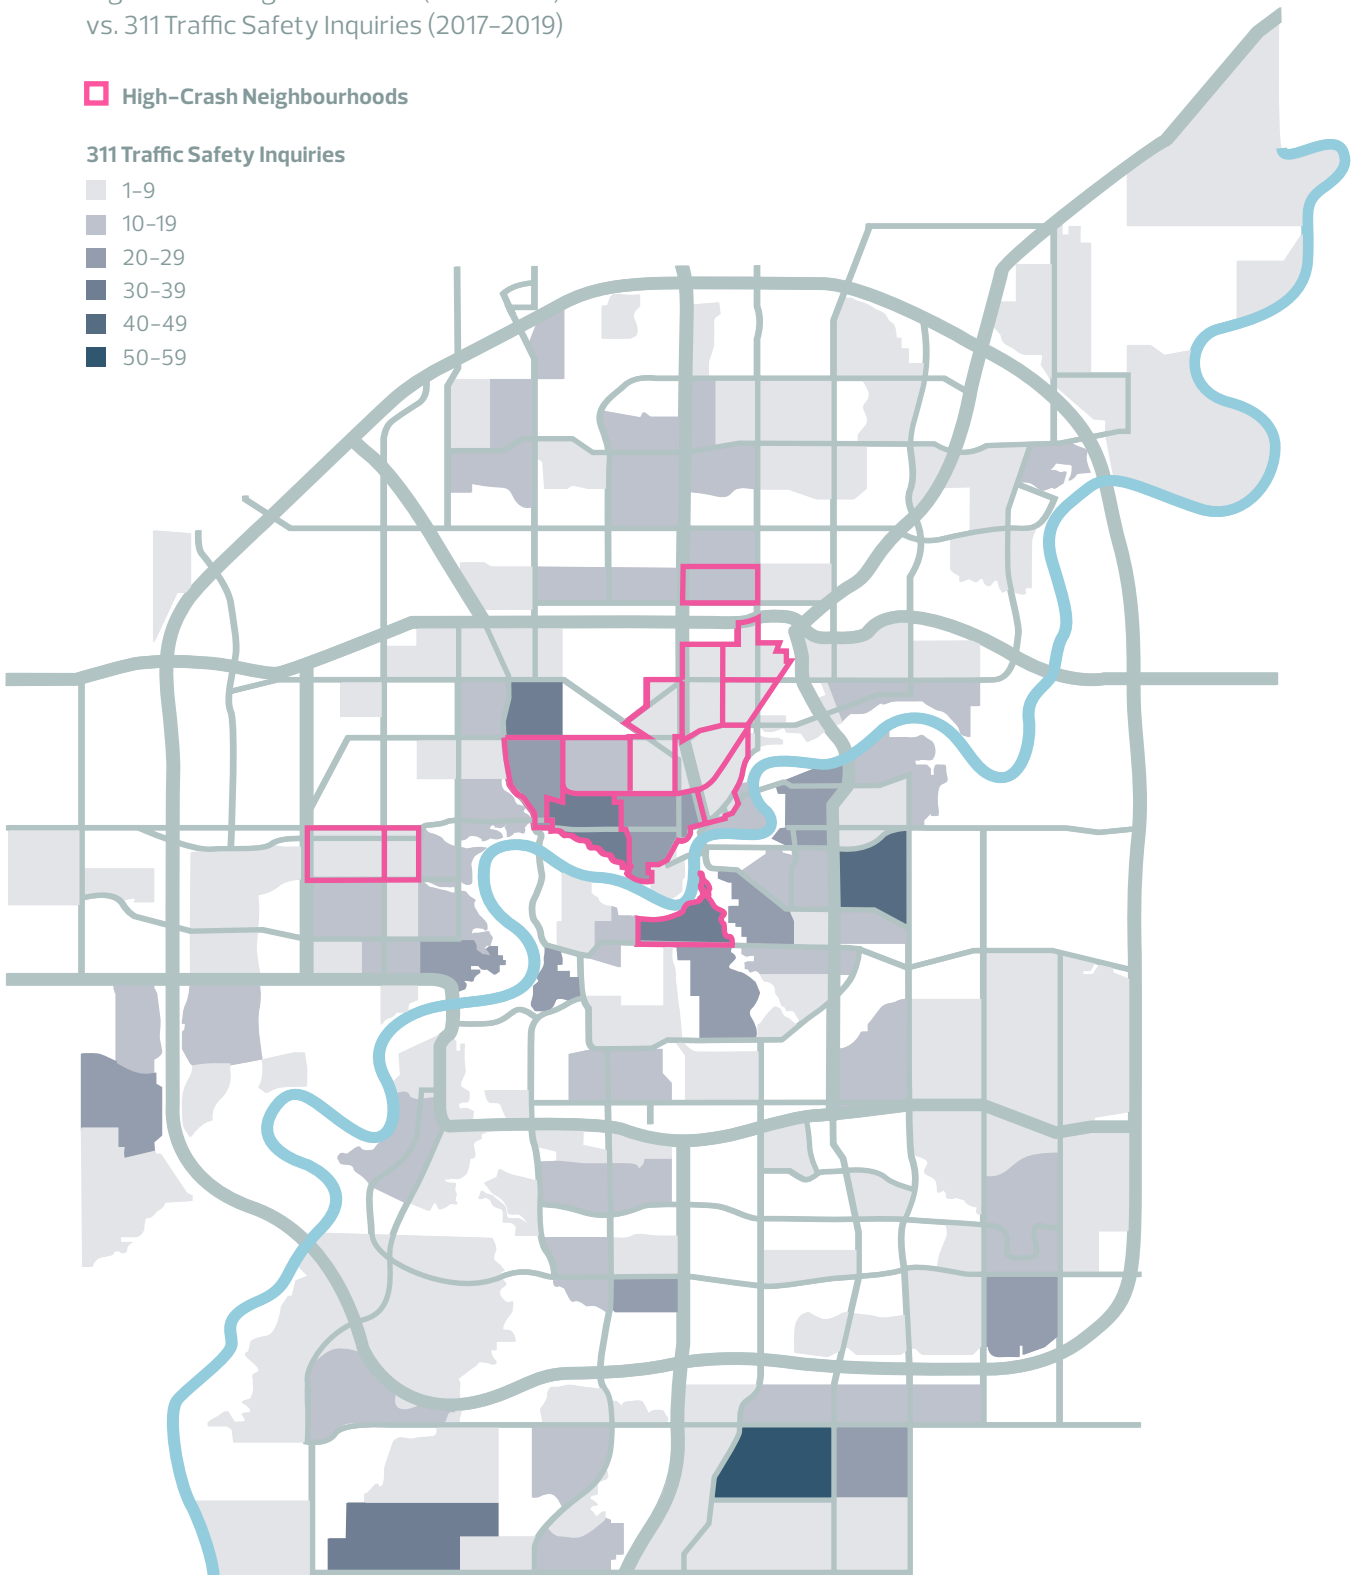 vs. 311 Traffic Safety Inquiries (2017–2019)
High–Crash Neighbourhoods
311 Traffic Safety Inquiries
1–9
10–19
20–29
30–39
40–49
50–59